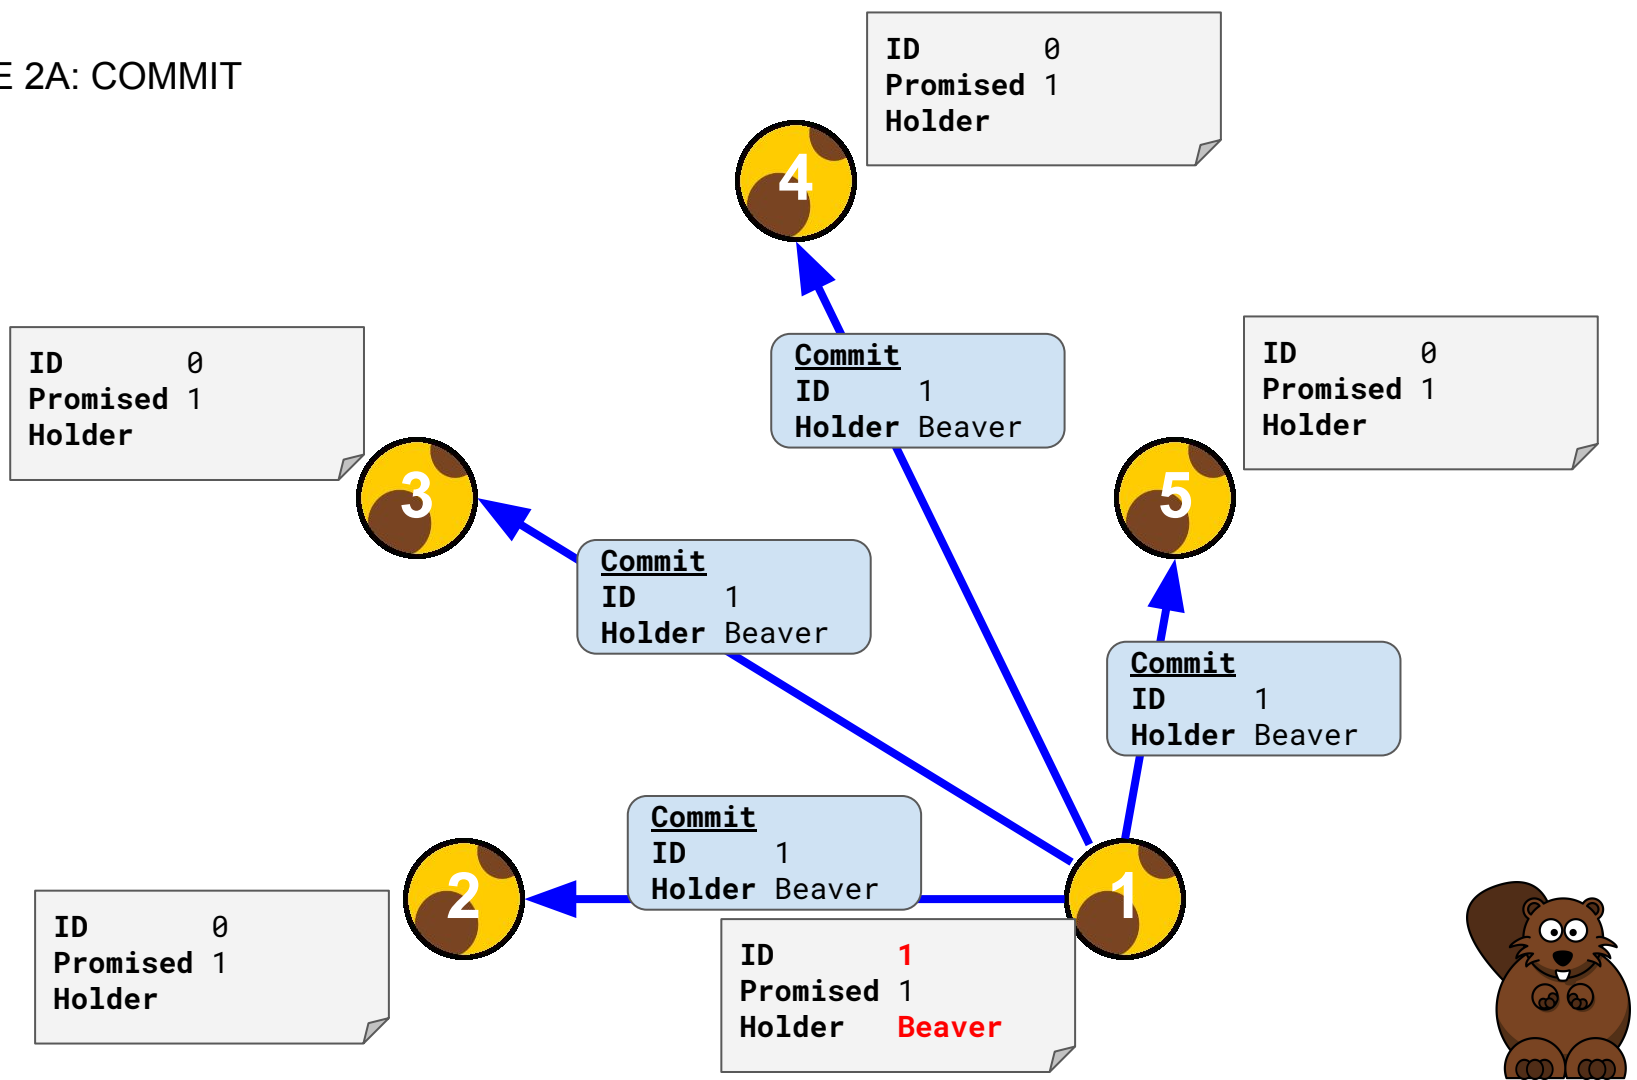 E 2A: COMMIT
ID 0
Promised 1
Holder
4
ID 0
Promised 1
Holder
3
Commit
ID 1
Holder Beaver
ID 0
Promised 1
Holder
5
Commit
ID 1
Holder Beaver
Commit
ID 1
Holder Beaver
Commit
ID 1
Holder Beaver
2
1
ID 0
Promised 1
Holder
ID 1
Promised 1
Holder Beaver